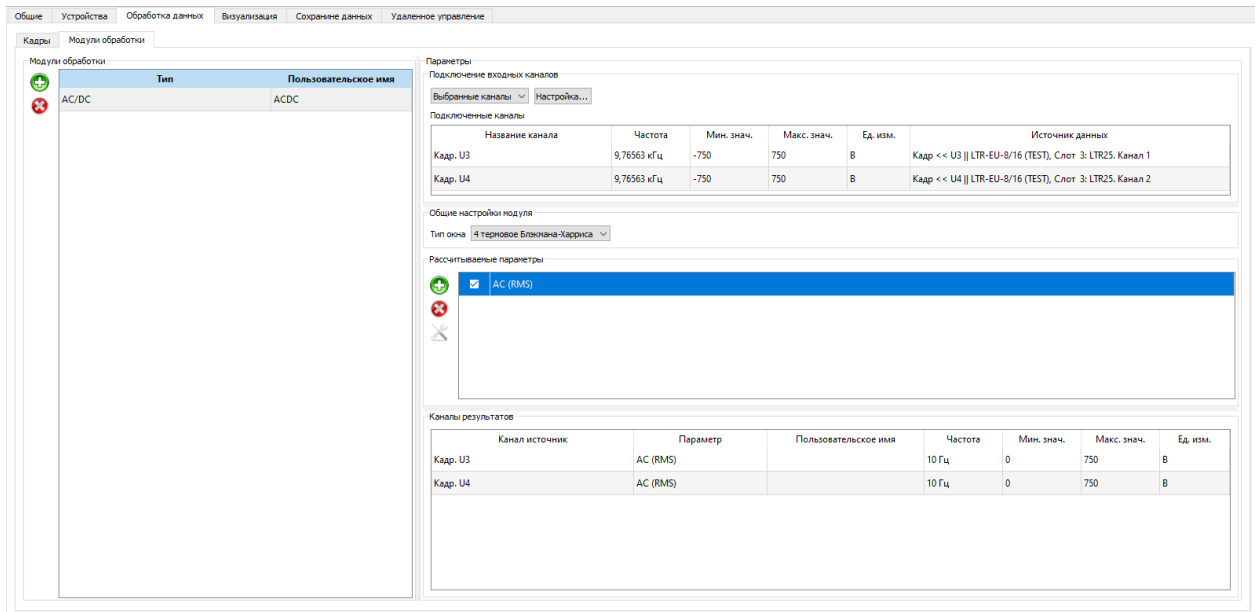 Общие Устройства Обработка данных Визуализация Сохранине данных Удаленное управление
Кадры Модули обработки
Модули обработки
Тип Пользовательское имя
AC/DC ACDC
Параметры
Подключение входных каналов
Выбранные каналы Настройка...
Подключенные каналы
Название канала Частота Мин. знач. Макс. знач. Ед. изм. Источник данных
Кадр. U3 9,76563 кГц -750 750 В Кадр << U3 || LTR-EU-8/16 (TEST), Слот 3: LTR25. Канал 1
Кадр. U4 9,76563 кГц -750 750 В Кадр << U4 || LTR-EU-8/16 (TEST), Слот 3: LTR25. Канал 2
Общие настройки модуля
Тип окна 4 термовое Блэкмана-Харриса
Рассчитываемые параметры
AC (RMS)
Каналы результатов
Канал источник Параметр Пользовательское имя Частота Мин. знач. Макс. знач. Ед. изм.
Кадр. U3 AC (RMS) 10 Гц 0 750 В
Кадр. U4 AC (RMS) 10 Гц 0 750 В